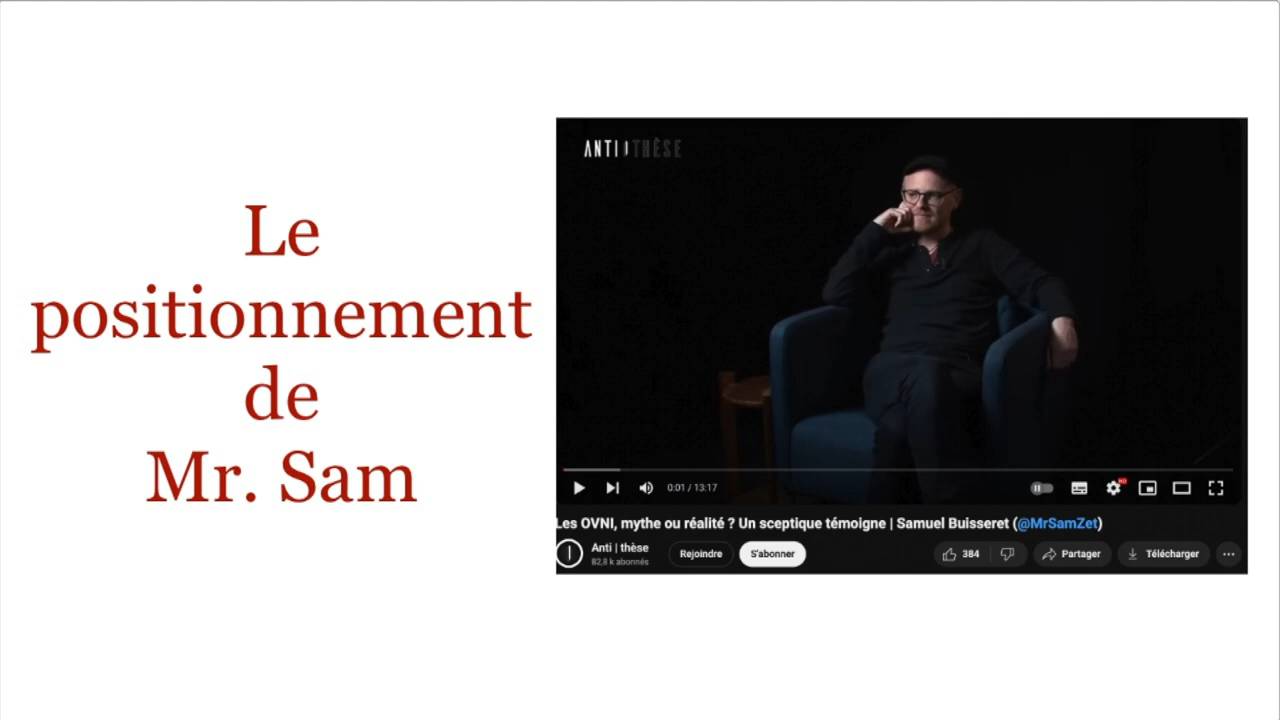 Le
positionnement
de
Mr. Sam
ANTI | THÈSE
0:01 / 13:17
Les OVNI, mythe ou réalité ? Un sceptique témoigne | Samuel Buisseret (@MrSamZet)
Anti | thèse
82,8 k abonnés
Rejoindre
S'abonner
384
Partager
Télécharger